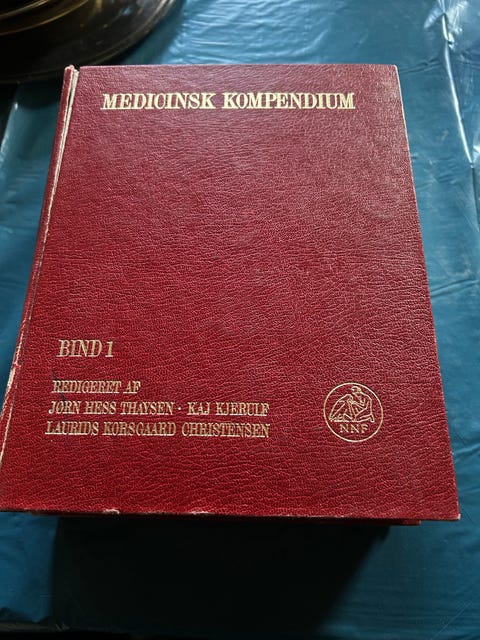 MEDICINSK KOMPENDIUM
BIND 1
REDIGERET AF
JØRN HESS THAYSEN · KAJ KJERULF
LAURIDS KORSGAARD CHRISTENSEN
NNF